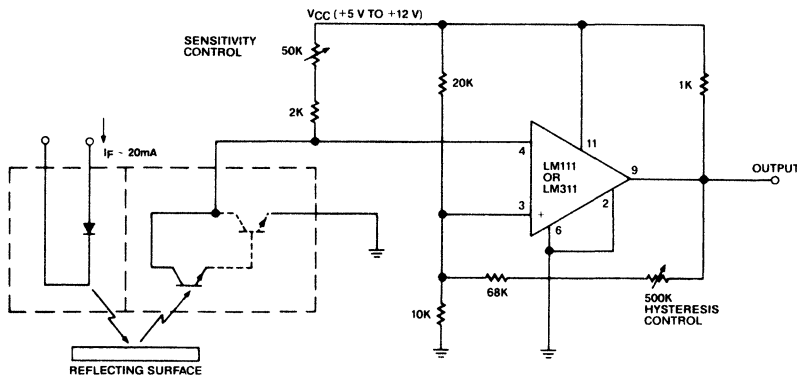 VCC (+5 V TO +12 V)
SENSITIVITY
CONTROL
50K
20K
1K
2K
IF ~ 20mA
4
11
LM111
OR
LM311
9
OUTPUT
2
3
+
6
68K
500K
HYSTERESIS
CONTROL
10K
REFLECTING SURFACE